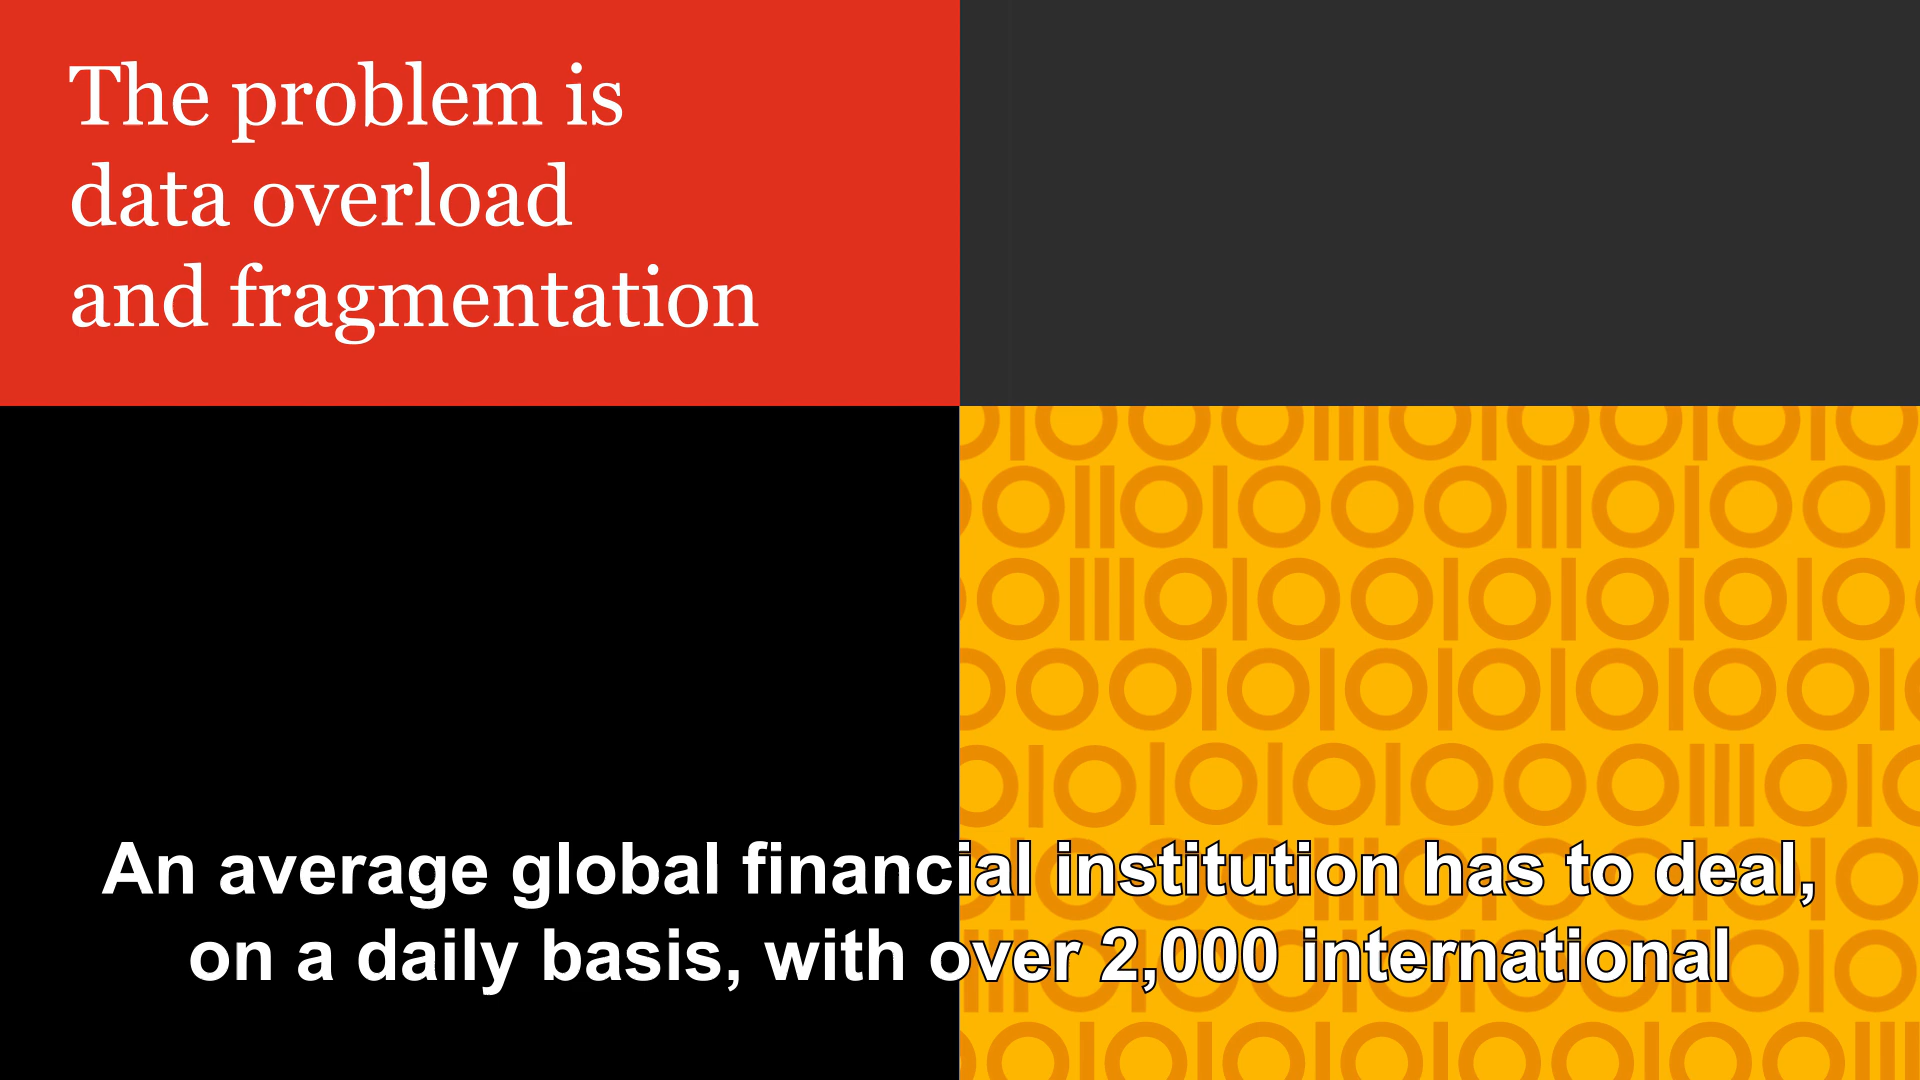 The problem is
data overload
and fragmentation
An average global financial institution has to deal,
on a daily basis, with over 2,000 international